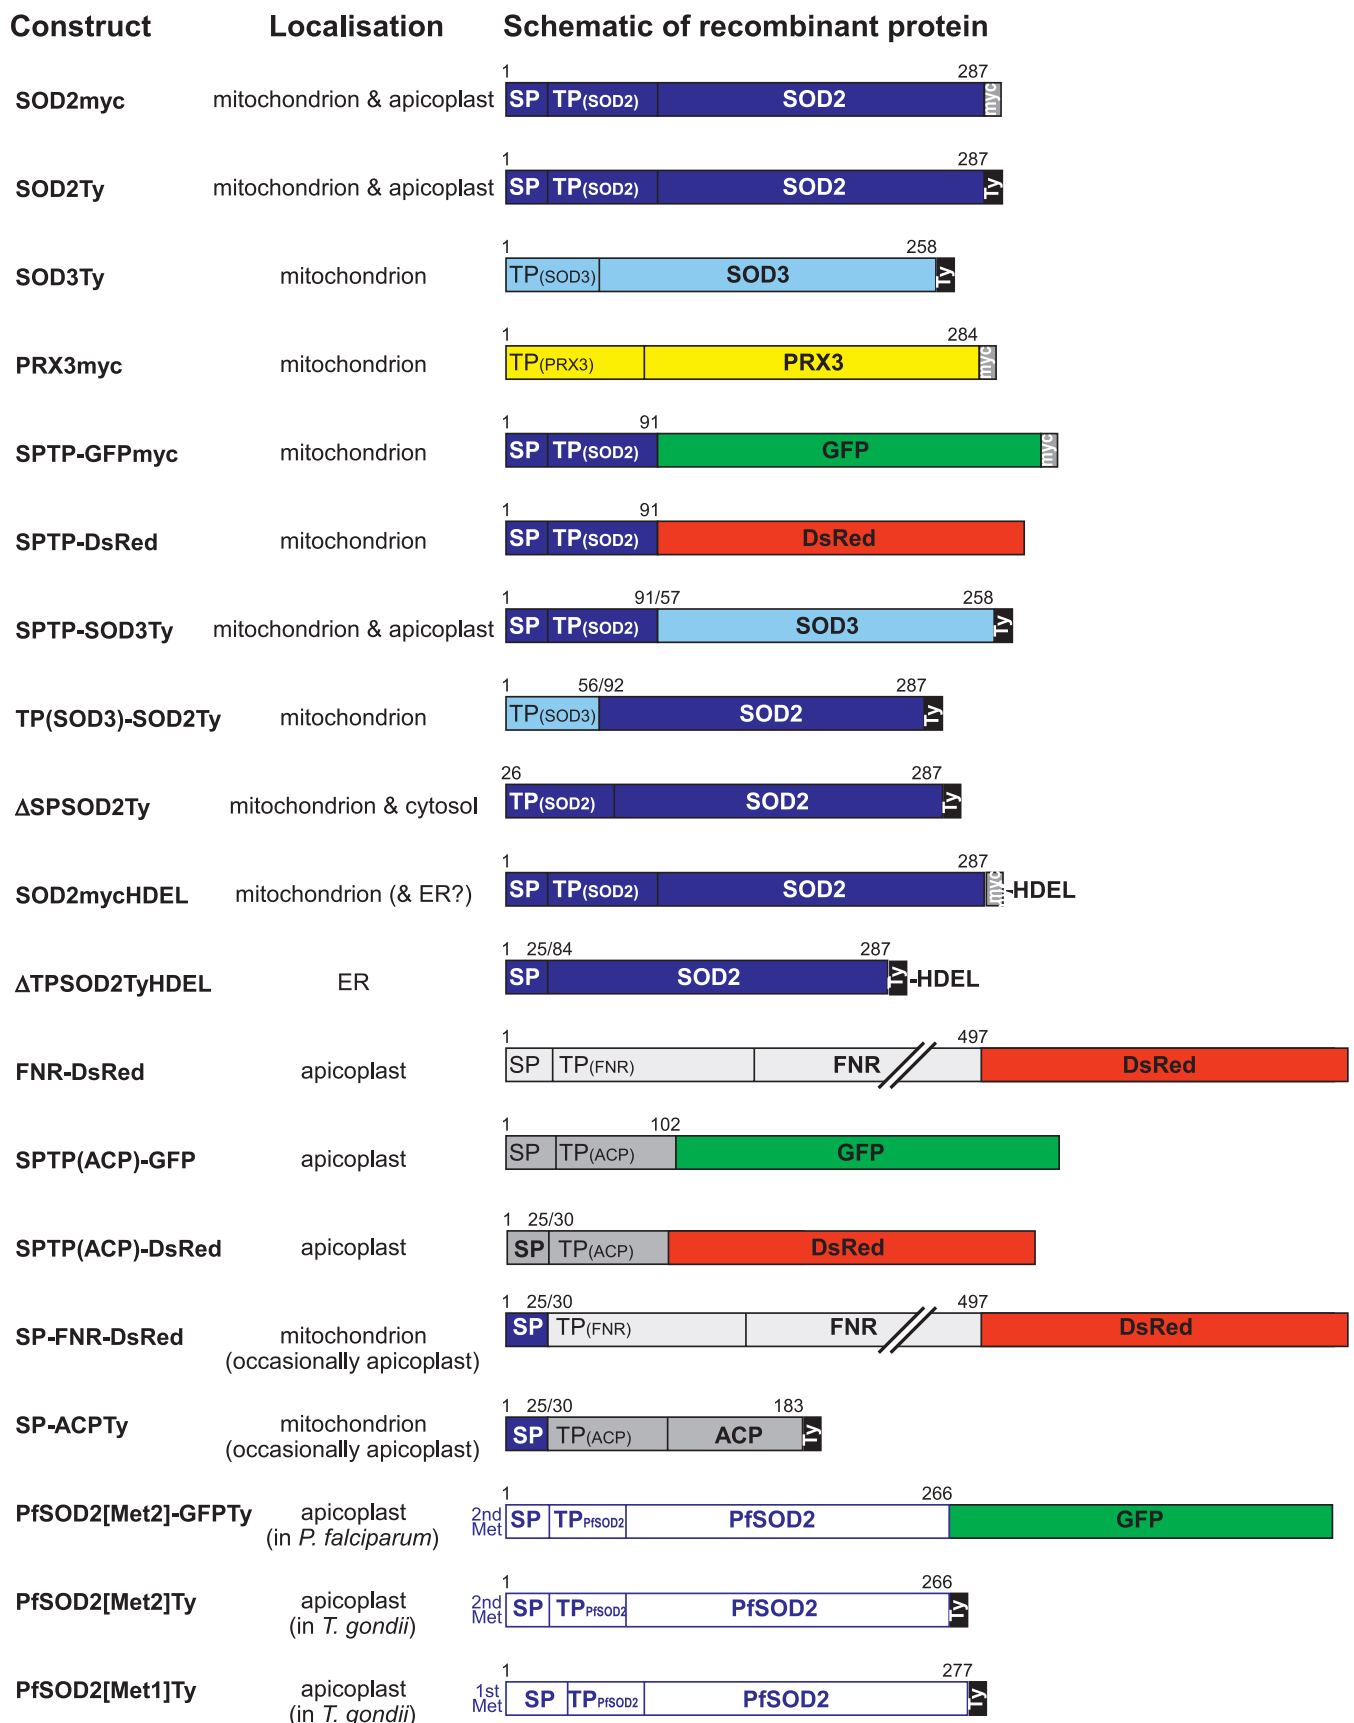 Construct Localisation Schematic of recombinant protein
1 287
SOD2myc mitochondrion & apicoplast SP TP(SOD2) SOD2 myc
1 287
SOD2Ty mitochondrion & apicoplast SP TP(SOD2) SOD2 Ty
1 258
SOD3Ty mitochondrion TP(SOD3) SOD3 Ty
1 284
PRX3myc mitochondrion TP(PRX3) PRX3 myc
1 91
SPTP-GFPmyc mitochondrion SP TP(SOD2) GFP myc
1 91
SPTP-DsRed mitochondrion SP TP(SOD2) DsRed
1 91/57 258
SPTP-SOD3Ty mitochondrion & apicoplast SP TP(SOD2) SOD3 Ty
1 56/92 287
TP(SOD3)-SOD2Ty mitochondrion TP(SOD3) SOD2 Ty
26 287
ΔSPSOD2Ty mitochondrion & cytosol TP(SOD2) SOD2 Ty
1 287
SOD2mycHDEL mitochondrion (& ER?) SP TP(SOD2) SOD2 myc -HDEL
1 25/84 287
ΔTPSOD2TyHDEL ER SP SOD2 Ty -HDEL
1 497
FNR-DsRed apicoplast SP TP(FNR) FNR DsRed
1 102
SPTP(ACP)-GFP apicoplast SP TP(ACP) GFP
1 25/30
SPTP(ACP)-DsRed apicoplast SP TP(ACP) DsRed
1 25/30 497
SP-FNR-DsRed mitochondrion SP TP(FNR) FNR DsRed
(occasionally apicoplast)
1 25/30 183
SP-ACPTy mitochondrion SP TP(ACP) ACP Ty
(occasionally apicoplast)
1 266
PfSOD2[Met2]-GFPTy apicoplast 2nd SP TPPfSOD2 PfSOD2 GFP
(in P. falciparum) Met
1 266
PfSOD2[Met2]Ty apicoplast 2nd SP TPPfSOD2 PfSOD2 Ty
(in T. gondii) Met
1 277
PfSOD2[Met1]Ty apicoplast 1st SP TPPfSOD2 PfSOD2 Ty
(in T. gondii) Met